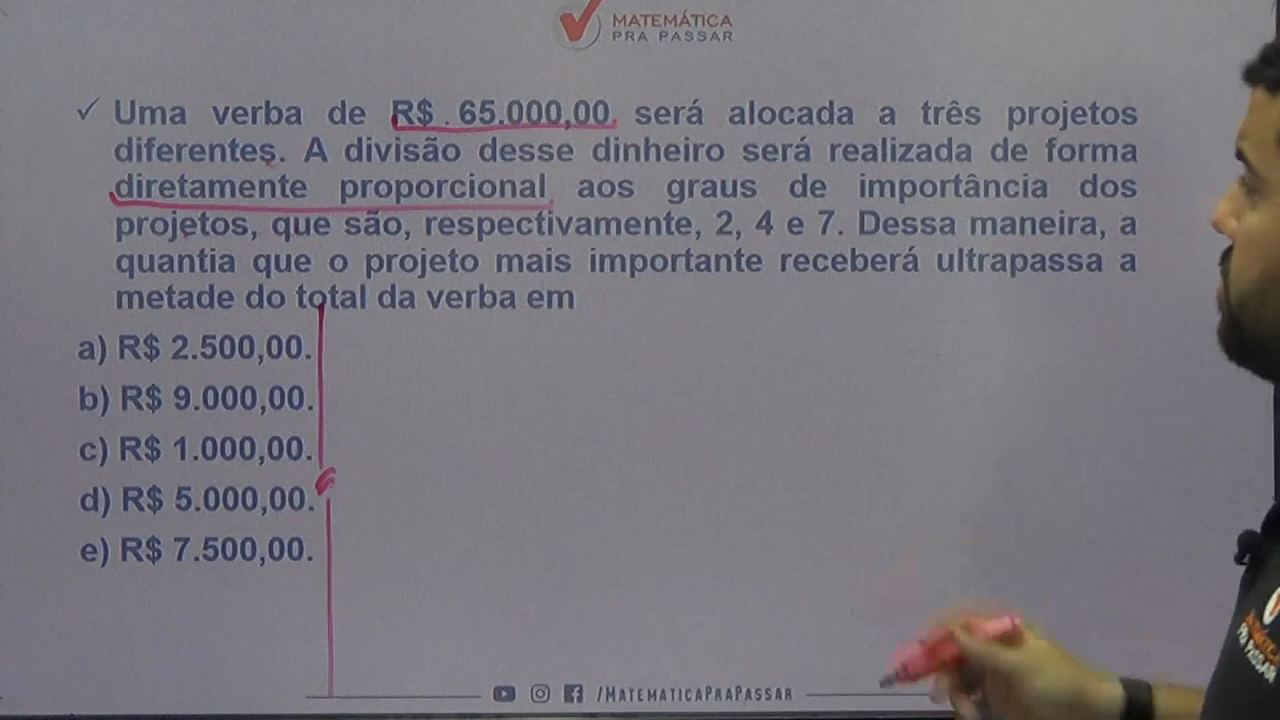 MATEMÁTICA
PRA PASSAR
✓ Uma verba de R$ 65.000,00 será alocada a três projetos
diferentes. A divisão desse dinheiro será realizada de forma
diretamente proporcional aos graus de importância dos
projetos, que são, respectivamente, 2, 4 e 7. Dessa maneira, a
quantia que o projeto mais importante receberá ultrapassa a
metade do total da verba em
a) R$ 2.500,00.
b) R$ 9.000,00.
c) R$ 1.000,00.
d) R$ 5.000,00.
e) R$ 7.500,00.
/MATEMATICAPRAPASSAR